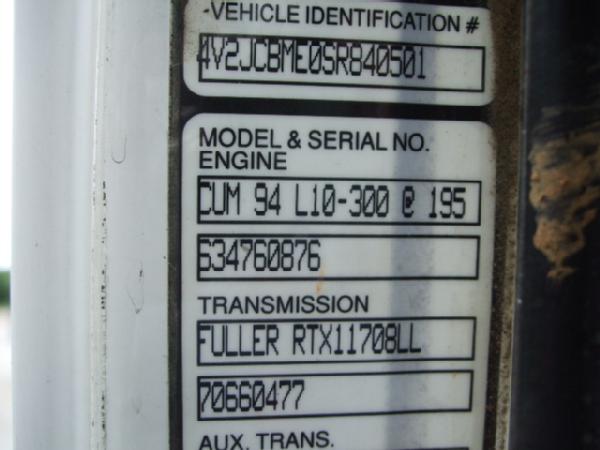 -VEHICLE IDENTIFICATION #
4V2JCBME0SR840501
MODEL & SERIAL NO.
ENGINE
CUM 94 L10-300 @ 195
634760876
TRANSMISSION
FULLER RTX11708LL
70660477
AUX. TRANS.